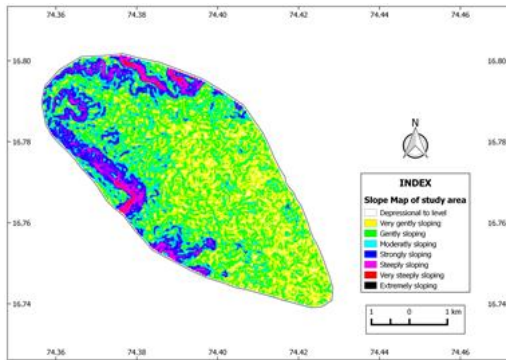 74.36 74.38 74.40 74.42 74.44 74.46
16.80 16.80
16.78 16.78
N
INDEX
Slope Map of study area
Depressional to level
Very gently sloping
Gently sloping
Moderatly sloping
Strongly sloping
Steeply sloping
Very steeply sloping
Extremely sloping
16.76 16.76
1 0 1 km
16.74 16.74
74.36 74.38 74.40 74.42 74.44 74.46